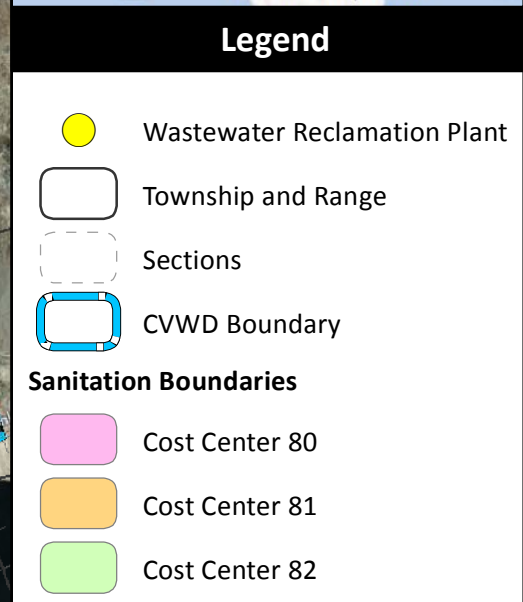 Legend
Wastewater Reclamation Plant
Township and Range
Sections
CVWD Boundary
Sanitation Boundaries
Cost Center 80
Cost Center 81
Cost Center 82